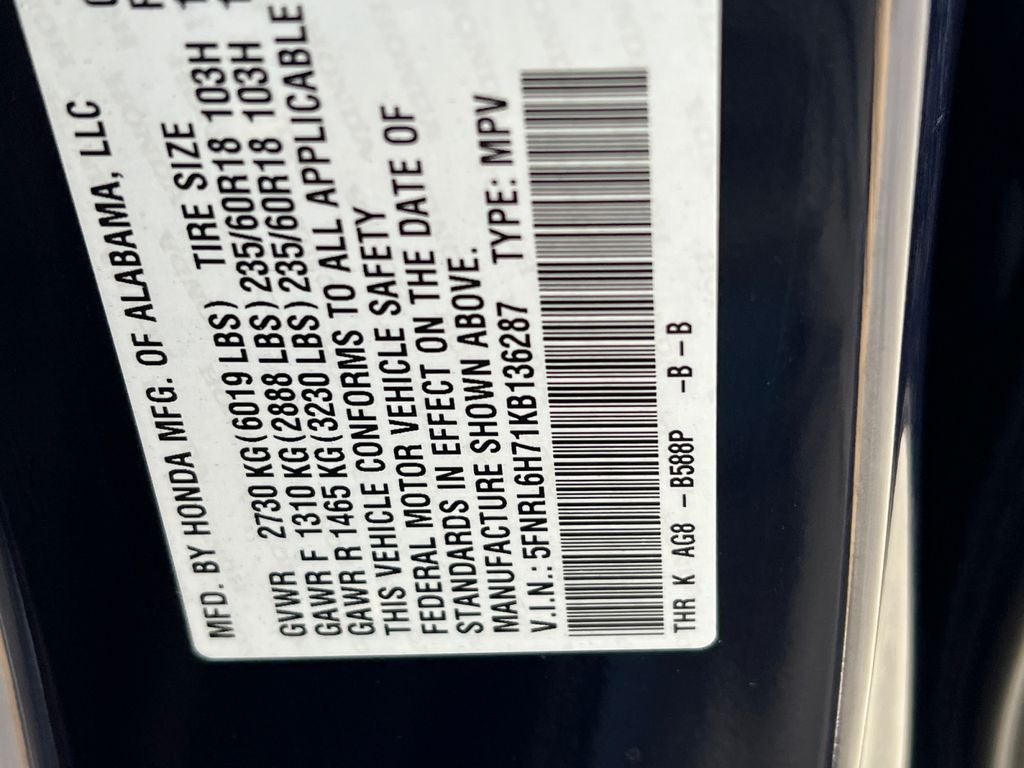 MFD. BY HONDA MFG. OF ALABAMA, LLC
GVWR 2730 KG(6019 LBS) TIRE SIZE
GAWR F 1310 KG(2888 LBS) 235/60R18 103H
GAWR R 1465 KG(3230 LBS) 235/60R18 103H
THIS VEHICLE CONFORMS TO ALL APPLICABLE
FEDERAL MOTOR VEHICLE SAFETY
STANDARDS IN EFFECT ON THE DATE OF
MANUFACTURE SHOWN ABOVE.
V.I.N.: 5FNRL6H71KB136287 TYPE: MPV
THR K AG8 -B588P -B-B